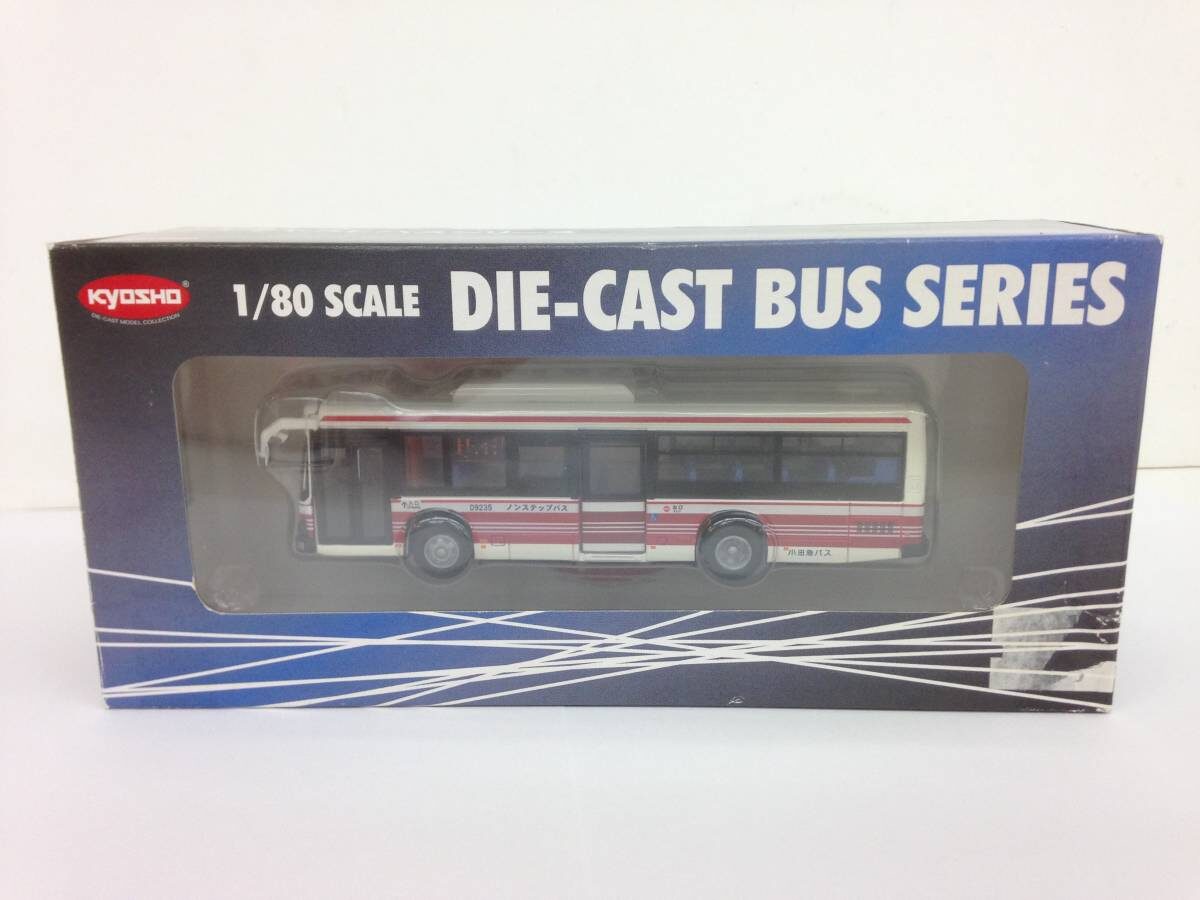 KYOSHO®
DIE-CAST MODEL COLLECTION
1/80 SCALE DIE-CAST BUS SERIES
D9235 ノンステップバス
小田急バス